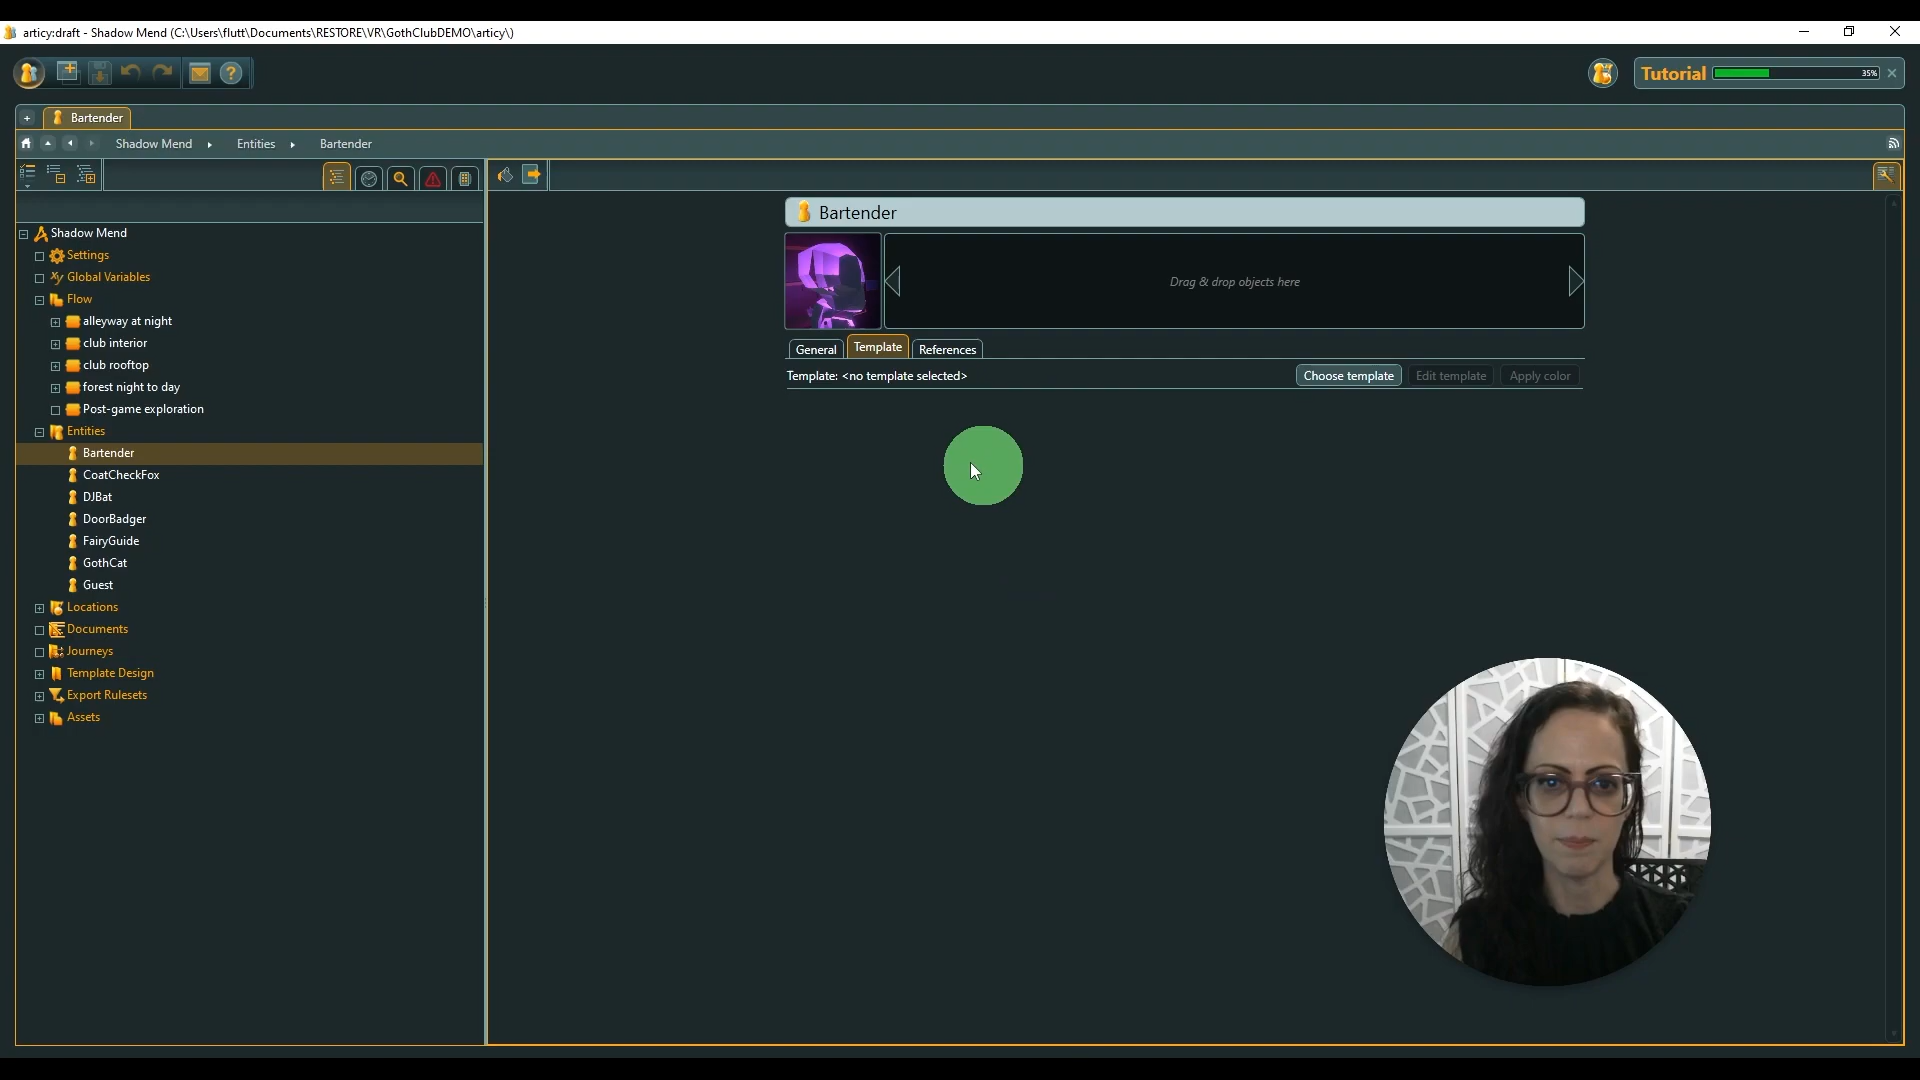 articy:draft - Shadow Mend (C:\Users\flutt\Documents\RESTORE\VR\GothClubDEMO\articy\)
Tutorial 35%
Bartender
Shadow Mend Entities Bartender
Shadow Mend
Settings
Global Variables
Flow
alleyway at night
club interior
club rooftop
forest night to day
Post-game exploration
Entities
Bartender
CoatCheckFox
DJBat
DoorBadger
FairyGuide
GothCat
Guest
Locations
Documents
Journeys
Template Design
Export Rulesets
Assets
Bartender
Drag & drop objects here
General Template References
Template: <no template selected> Choose template Edit template Apply color